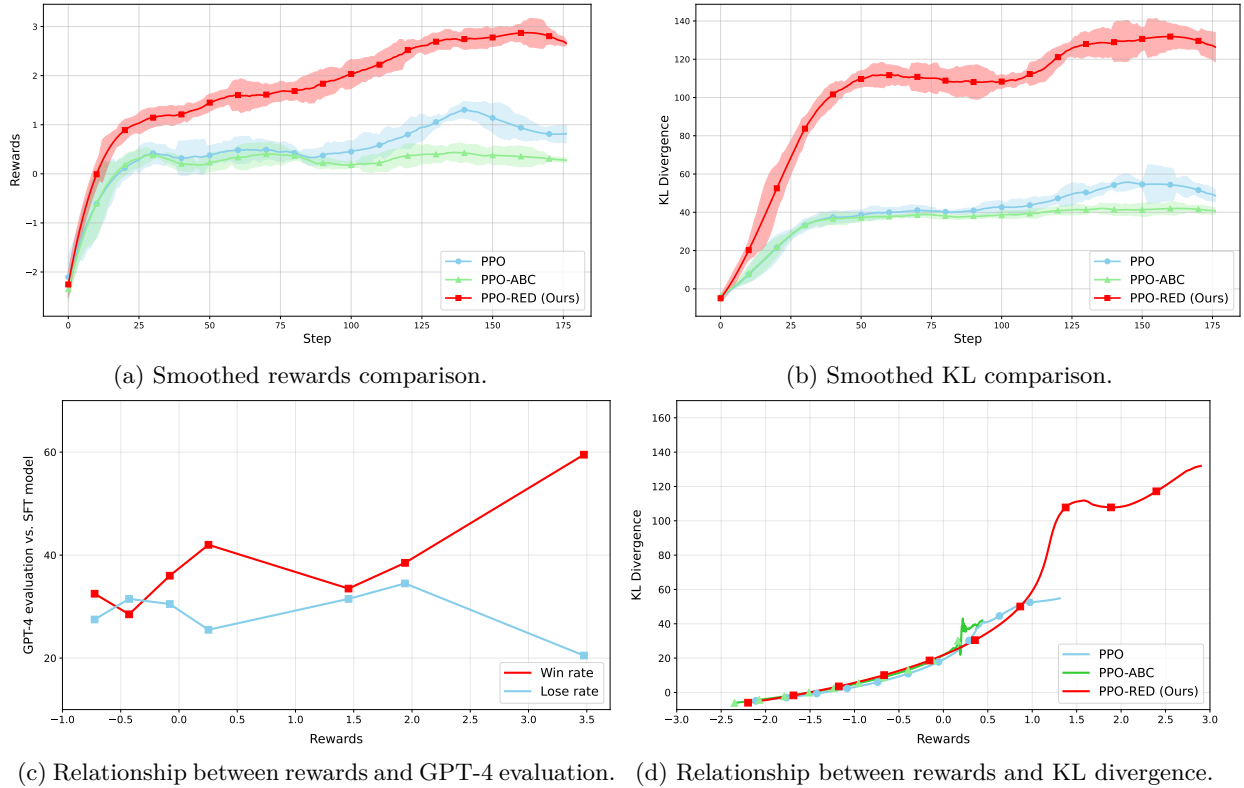 3
2
1
0
−1
−2
Rewards
0
25
50
75
100
125
150
175
Step
PPO
PPO-ABC
PPO-RED (Ours)
(a) Smoothed rewards comparison.
140
120
100
80
60
40
20
0
KL Divergence
0
25
50
75
100
125
150
175
Step
PPO
PPO-ABC
PPO-RED (Ours)
(b) Smoothed KL comparison.
60
40
20
GPT-4 evaluation vs. SFT model
−1.0
−0.5
0.0
0.5
1.0
1.5
2.0
2.5
3.0
3.5
Rewards
Win rate
Lose rate
(c) Relationship between rewards and GPT-4 evaluation.
160
140
120
100
80
60
40
20
0
KL Divergence
−3.0
−2.5
−2.0
−1.5
−1.0
−0.5
0.0
0.5
1.0
1.5
2.0
2.5
3.0
Rewards
PPO
PPO-ABC
PPO-RED (Ours)
(d) Relationship between rewards and KL divergence.